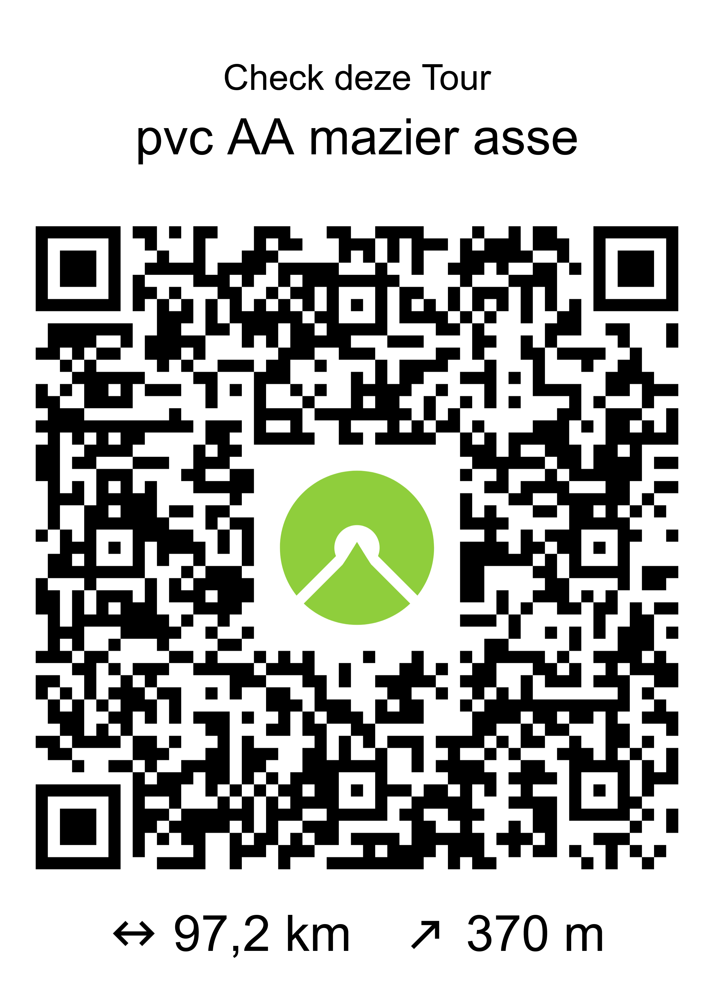 Check deze Tour
pvc AA mazier asse
↔ 97,2 km ↗ 370 m